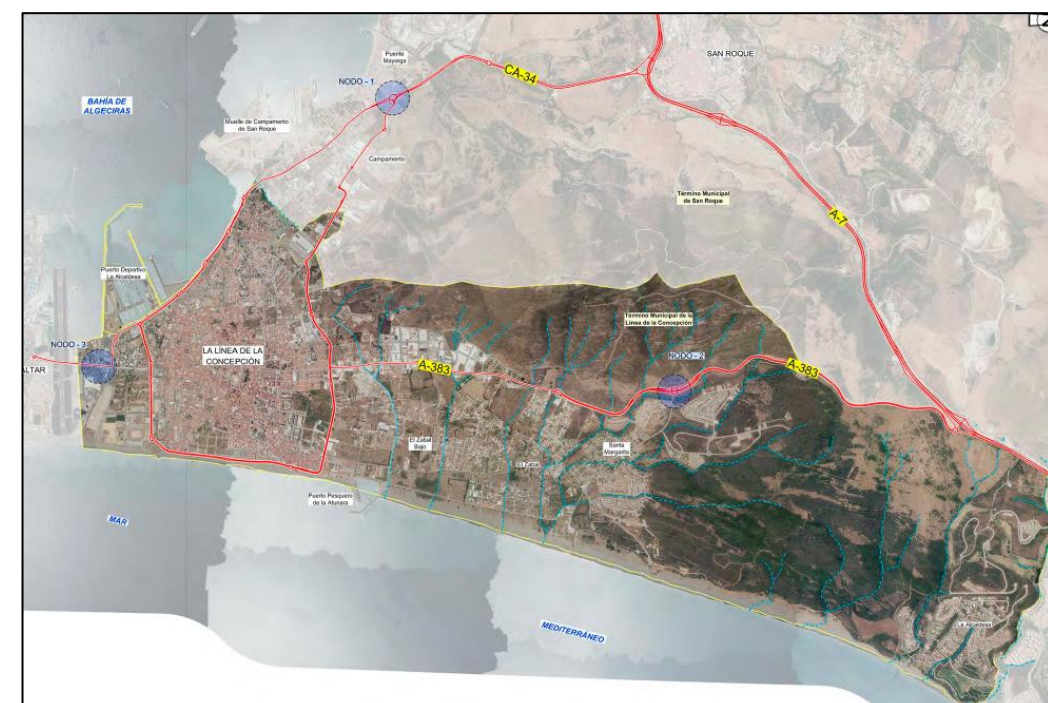 SAN ROQUE
Puente
Mayorga
NODO - 1
CA-34
BAHÍA DE
ALGECIRAS
Muelle de Campamento
de San Roque
Campamento
Término Municipal
de San Roque
A-7
Puerto Deportivo
La Alcaidesa
Término Municipal de la
Línea de la Concepción
NODO - 3
LA LÍNEA DE LA
CONCEPCIÓN
NODO - 2
ALTAR
A-383
A-383
El Zabal
Bajo
El Zabal
Santa
Margarita
Puerto Pesquero
de la Atunara
MAR
MEDITERRÁNEO
La Alcaidesa